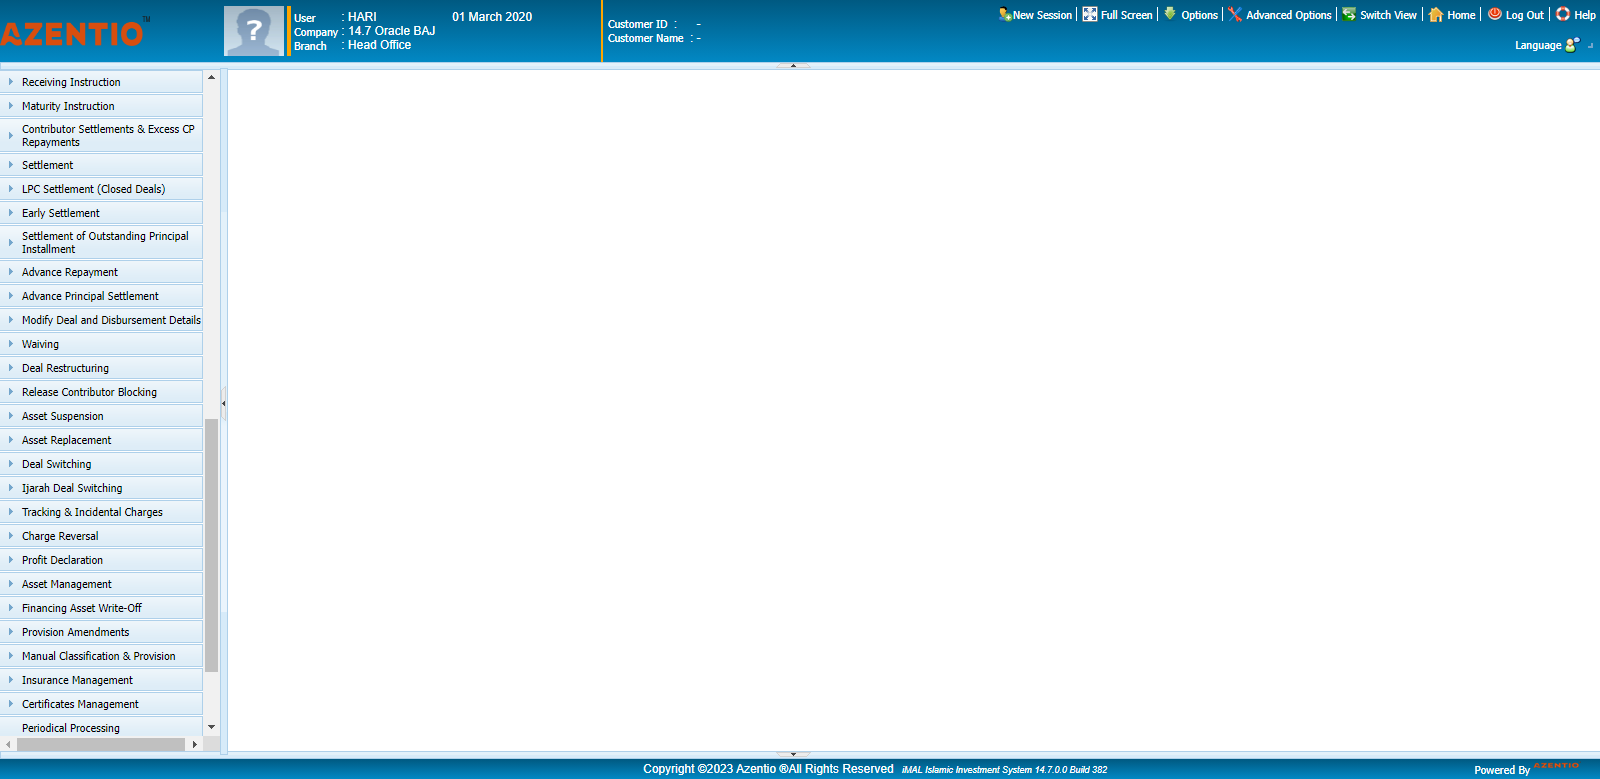 AZENTIO™
User : HARI 01 March 2020
Company : 14.7 Oracle BAJ
Branch : Head Office
Customer ID : -
Customer Name : -
New Session | Full Screen | Options | Advanced Options | Switch View | Home | Log Out | Help
Language
Receiving Instruction
Maturity Instruction
Contributor Settlements & Excess CP
Repayments
Settlement
LPC Settlement (Closed Deals)
Early Settlement
Settlement of Outstanding Principal
Installment
Advance Repayment
Advance Principal Settlement
Modify Deal and Disbursement Details
Waiving
Deal Restructuring
Release Contributor Blocking
Asset Suspension
Asset Replacement
Deal Switching
Ijarah Deal Switching
Tracking & Incidental Charges
Charge Reversal
Profit Declaration
Asset Management
Financing Asset Write-Off
Provision Amendments
Manual Classification & Provision
Insurance Management
Certificates Management
Periodical Processing
Copyright ©2023 Azentio ®All Rights Reserved iMAL Islamic Investment System 14.7.0.0 Build 382
Powered By AZENTIO